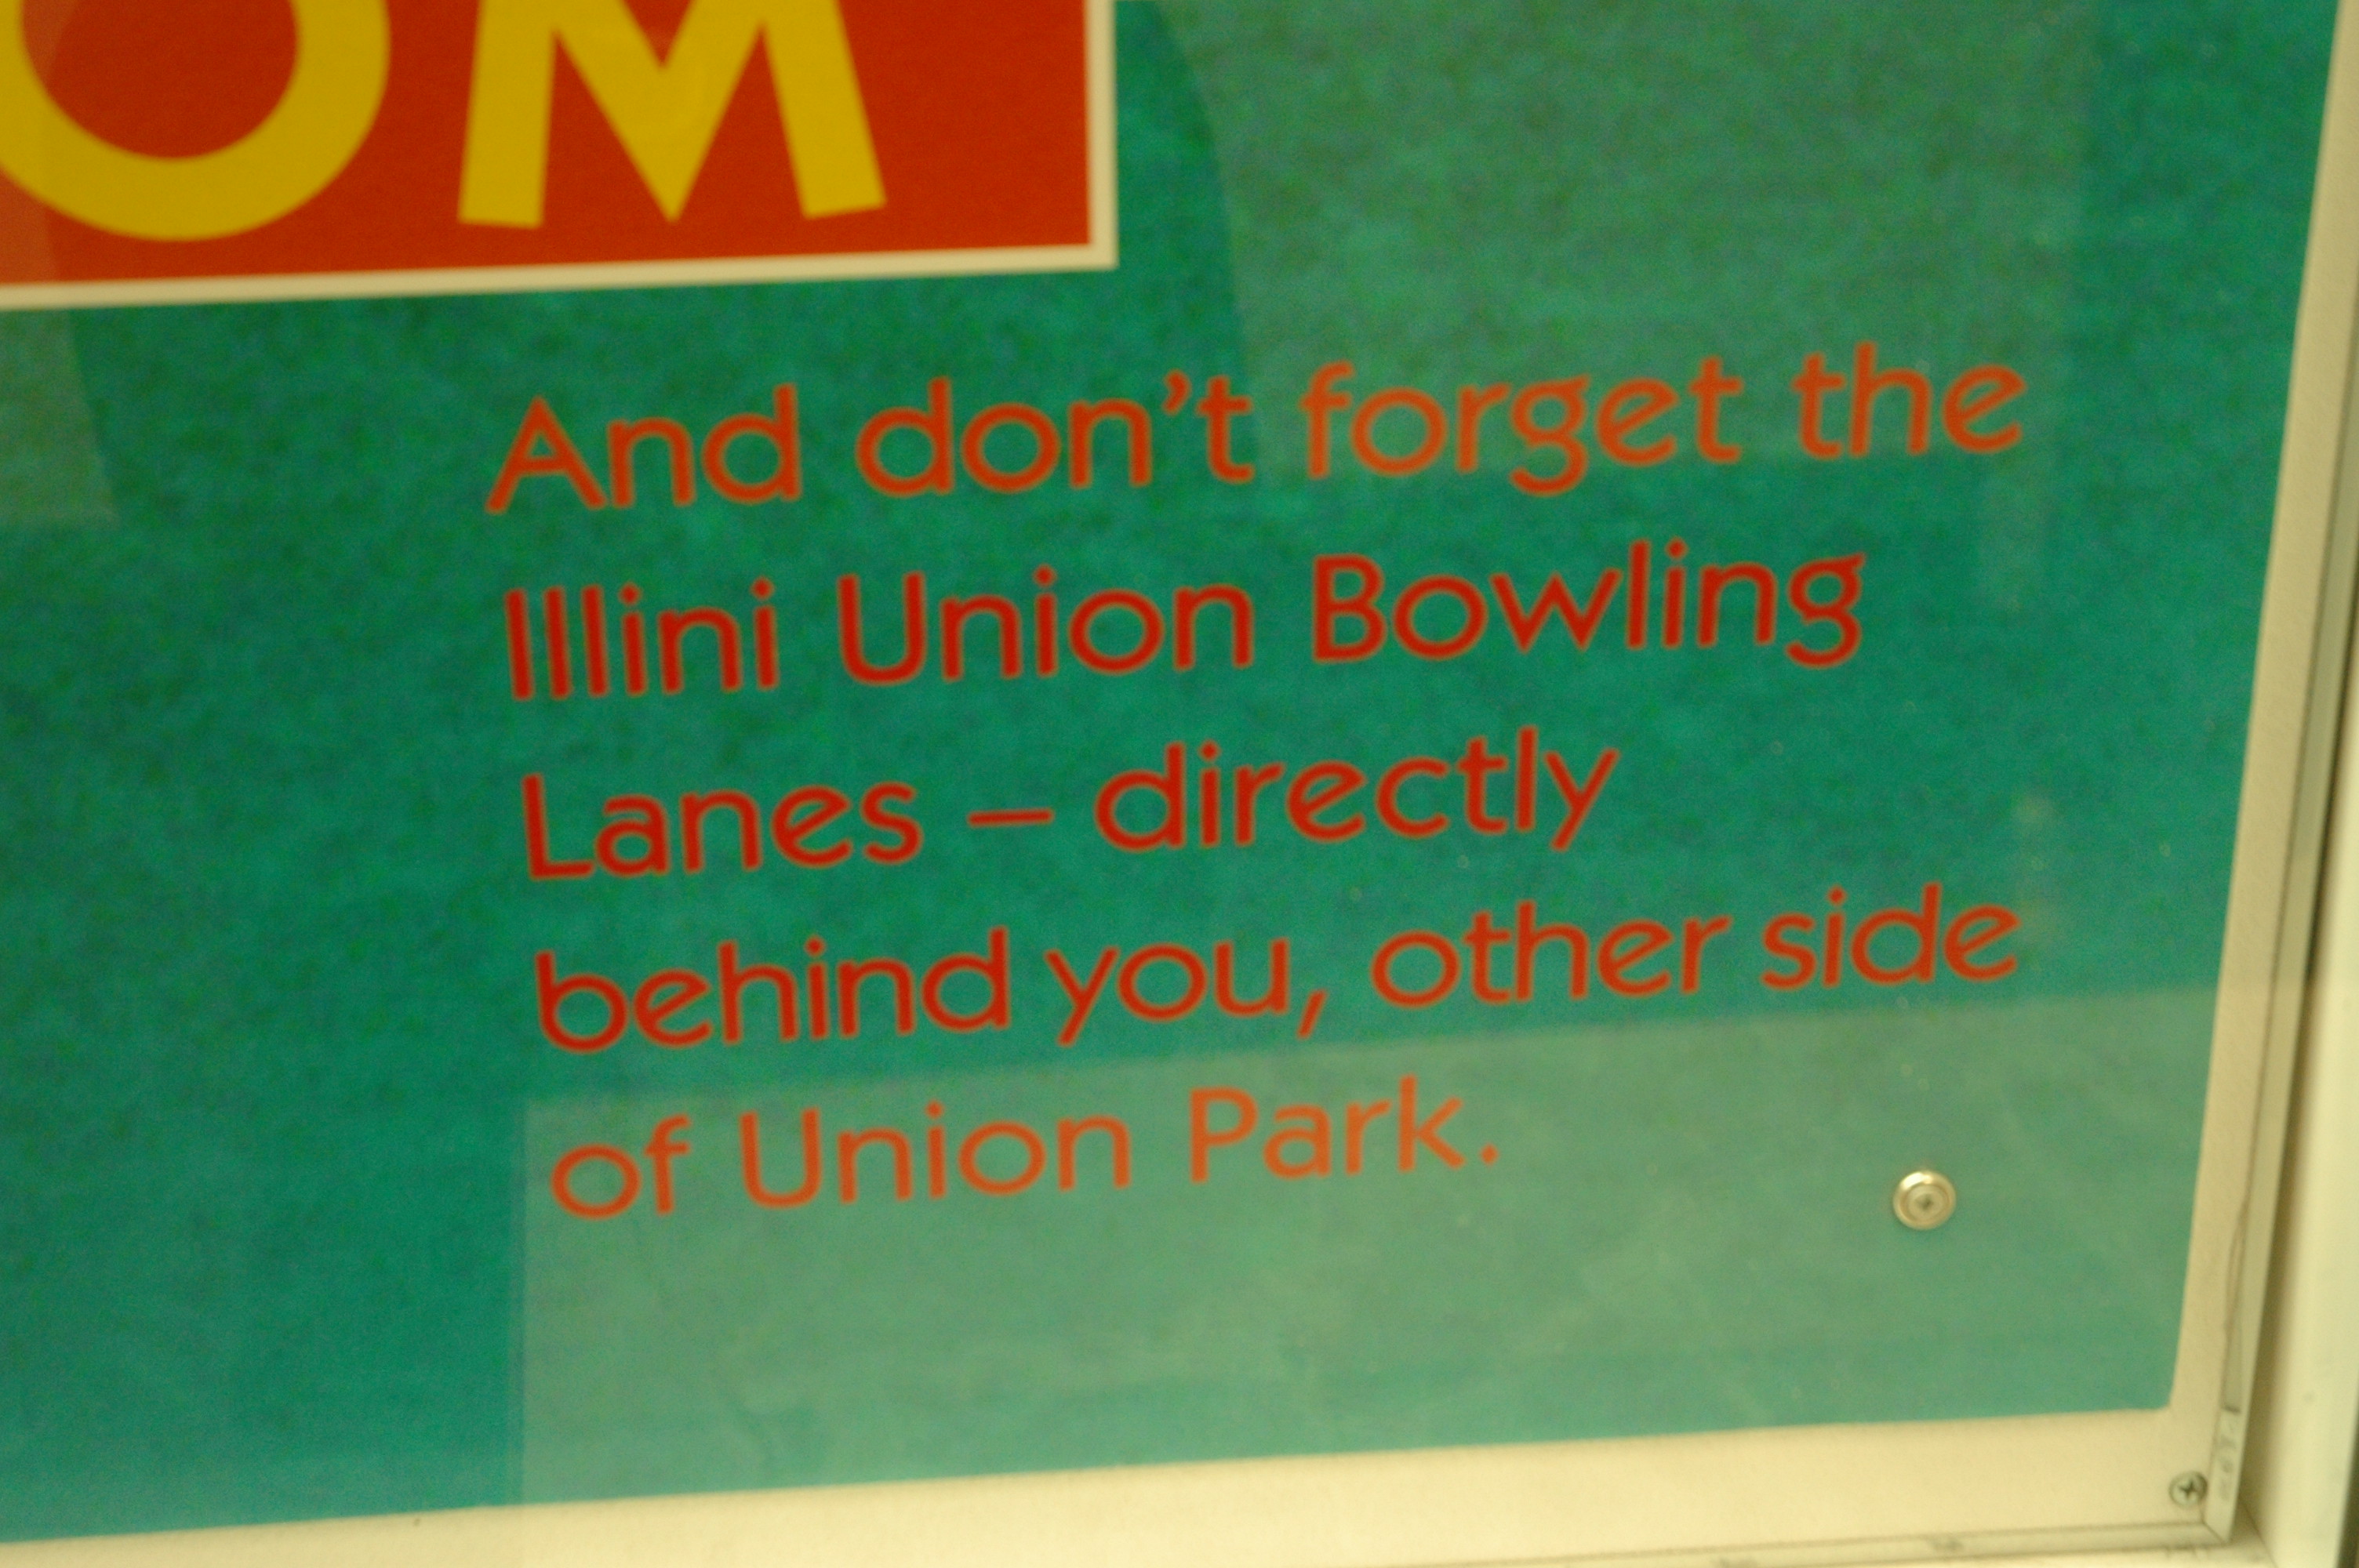 OM
And don't forget the
Illini Union Bowling
Lanes – directly
behind you, other side
of Union Park.